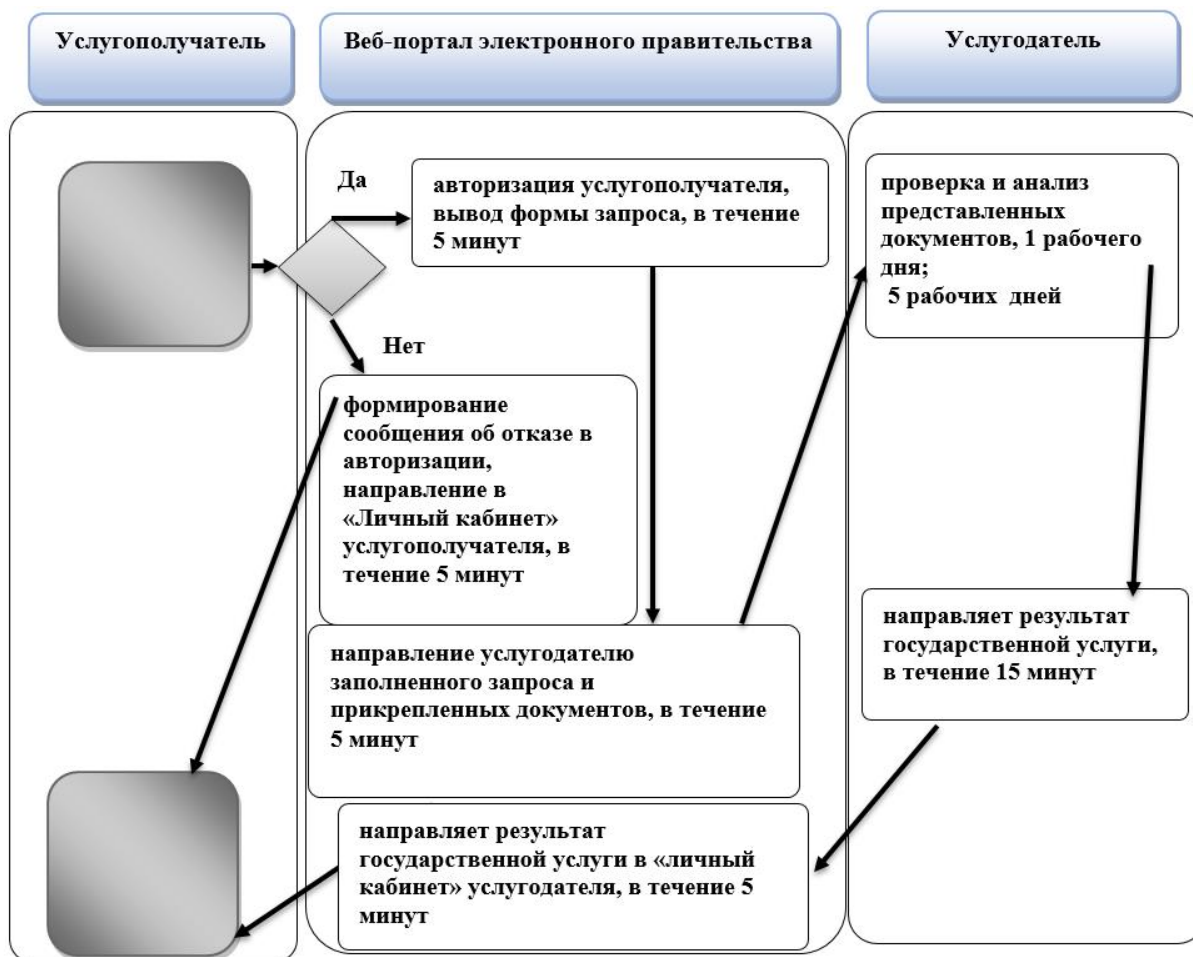 Услугополучатель
Веб-портал электронного правительства
Услугодатель
Да
авторизация услугополучателя,
вывод формы запроса, в течение
5 минут
проверка и анализ
представленных
документов, 1 рабочего
дня;
5 рабочих дней
Нет
формирование
сообщения об отказе в
авторизации,
направление в
«Личный кабинет»
услугополучателя, в
течение 5 минут
направление услугодателю
заполненного запроса и
прикрепленных документов, в течение
5 минут
направляет результат
государственной услуги,
в течение 15 минут
направляет результат
государственной услуги в «личный
кабинет» услугодателя, в течение 5
минут